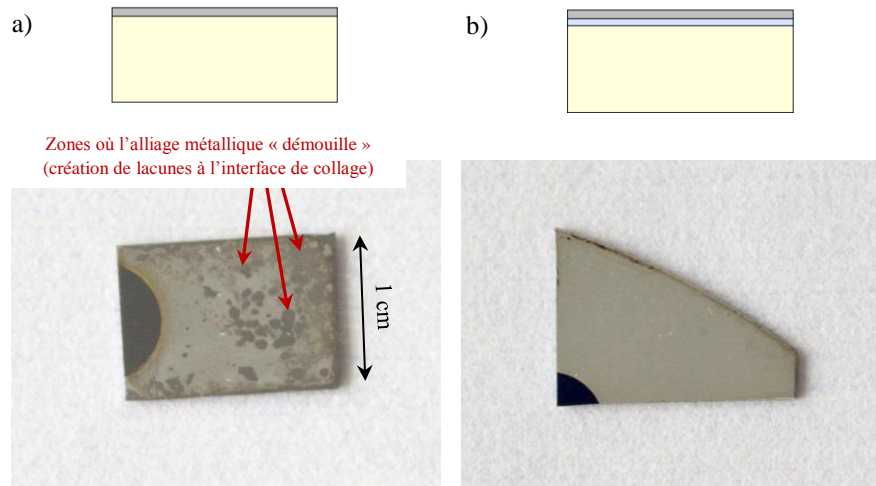 a)
b)
Zones où l’alliage métallique « démouille »
(création de lacunes à l’interface de collage)
1 cm